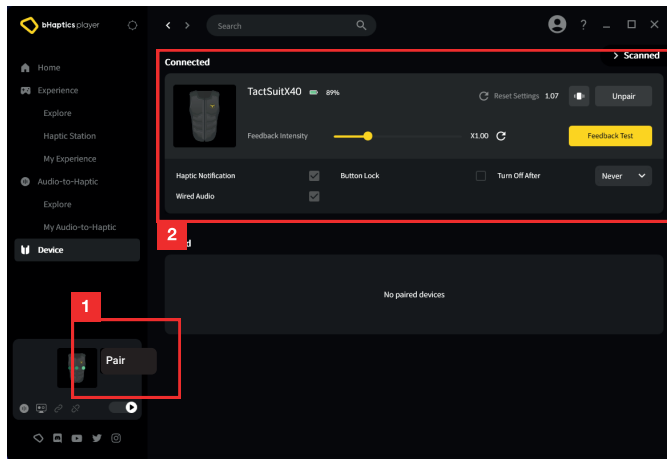 bHaptics player
Search
?
Scanned
Home
Experience
Explore
Haptic Station
My Experience
Audio-to-Haptic
Explore
My Audio-to-Haptic
Device
Connected
TactSuitX40 89%
Reset Settings 1.07 Unpair
Feedback Intensity X1.00 Feedback Test
Haptic Notification Button Lock Turn Off After Never
Wired Audio
2
d
No paired devices
1
Pair